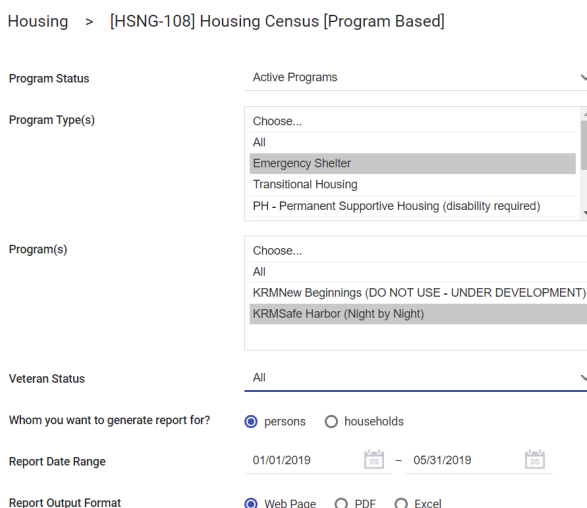 Housing > [HSNG-108] Housing Census [Program Based]
Program Status Active Programs
Program Type(s) Choose...
All
Emergency Shelter
Transitional Housing
PH - Permanent Supportive Housing (disability required)
Program(s) Choose...
All
KRMNew Beginnings (DO NOT USE - UNDER DEVELOPMENT)
KRMSafe Harbor (Night by Night)
Veteran Status All
Whom you want to generate report for? persons households
Report Date Range 01/01/2019 25 – 05/31/2019 25
Report Output Format Web Page PDF Excel